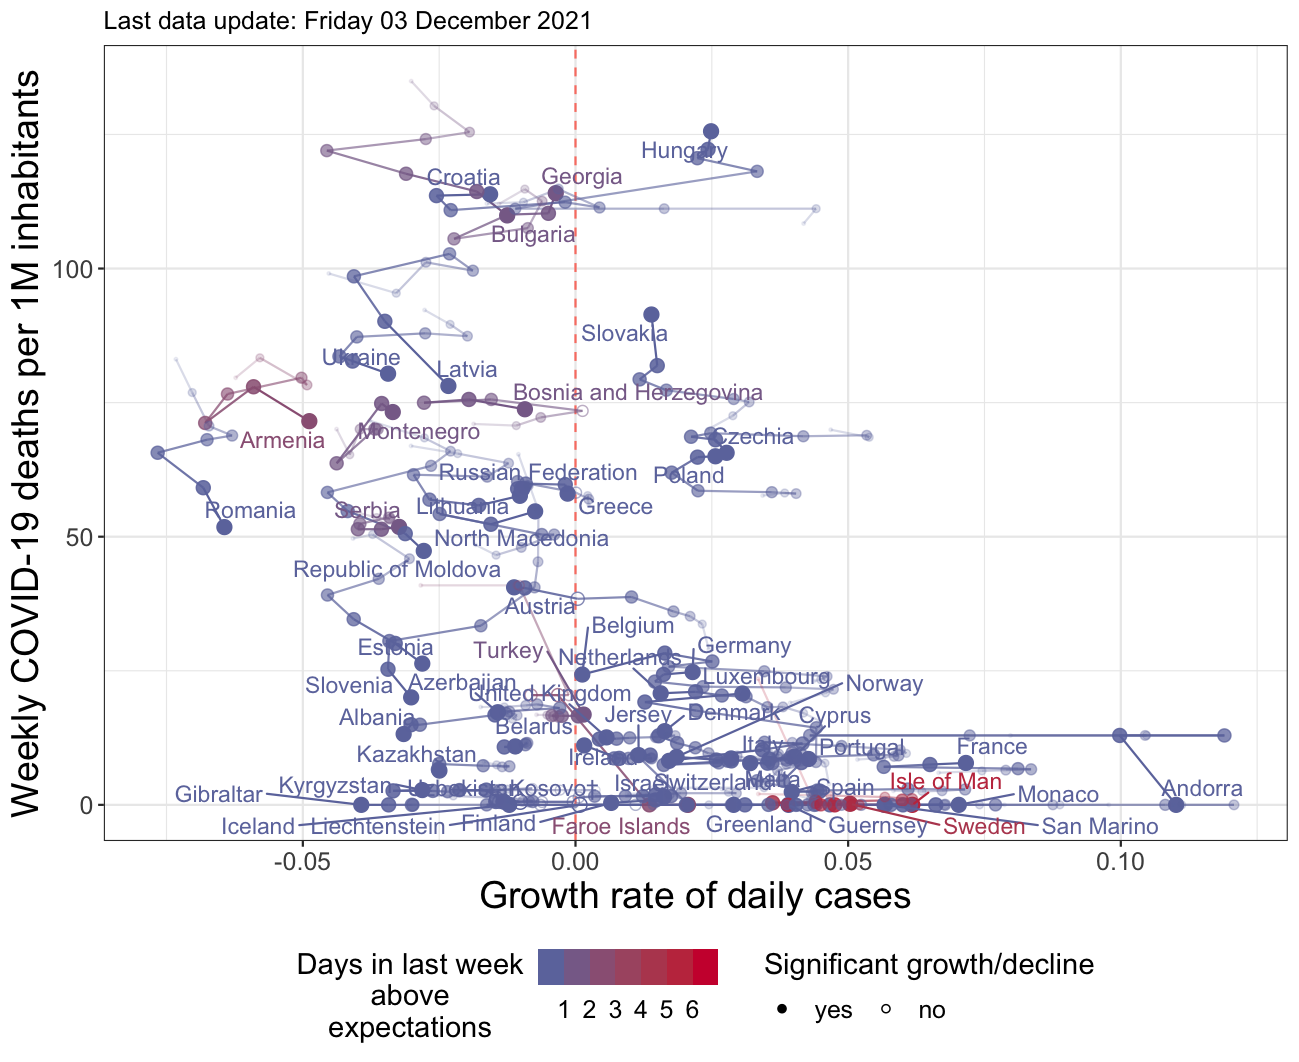 Last data update: Friday 03 December 2021
Weekly COVID-19 deaths per 1M inhabitants
100
50
0
Hungary
Croatia
Georgia
Bulgaria
Slovakia
Ukraine
Latvia
Bosnia and Herzegovina
Armenia
Montenegro
Czechia
Russian Federation
Poland
Romania
Serbia
Lithuania
Greece
North Macedonia
Republic of Moldova
Austria
Belgium
Estonia
Turkey
Netherlands
Germany
Slovenia
Azerbaijan
United Kingdom
Luxembourg
Norway
Albania
Belarus
Jersey
Denmark
Cyprus
Kazakhstan
Ireland
Italy
Portugal
France
Kyrgyzstan
Uzbekistan
Kosovo†
Israel
Switzerland
Malta
Spain
Isle of Man
Gibraltar
Monaco
Andorra
Iceland
Liechtenstein
Finland
Faroe Islands
Greenland
Guernsey
Sweden
San Marino
-0.05
0.00
0.05
0.10
Growth rate of daily cases
Days in last week
above
expectations
1 2 3 4 5 6
Significant growth/decline
yes
no